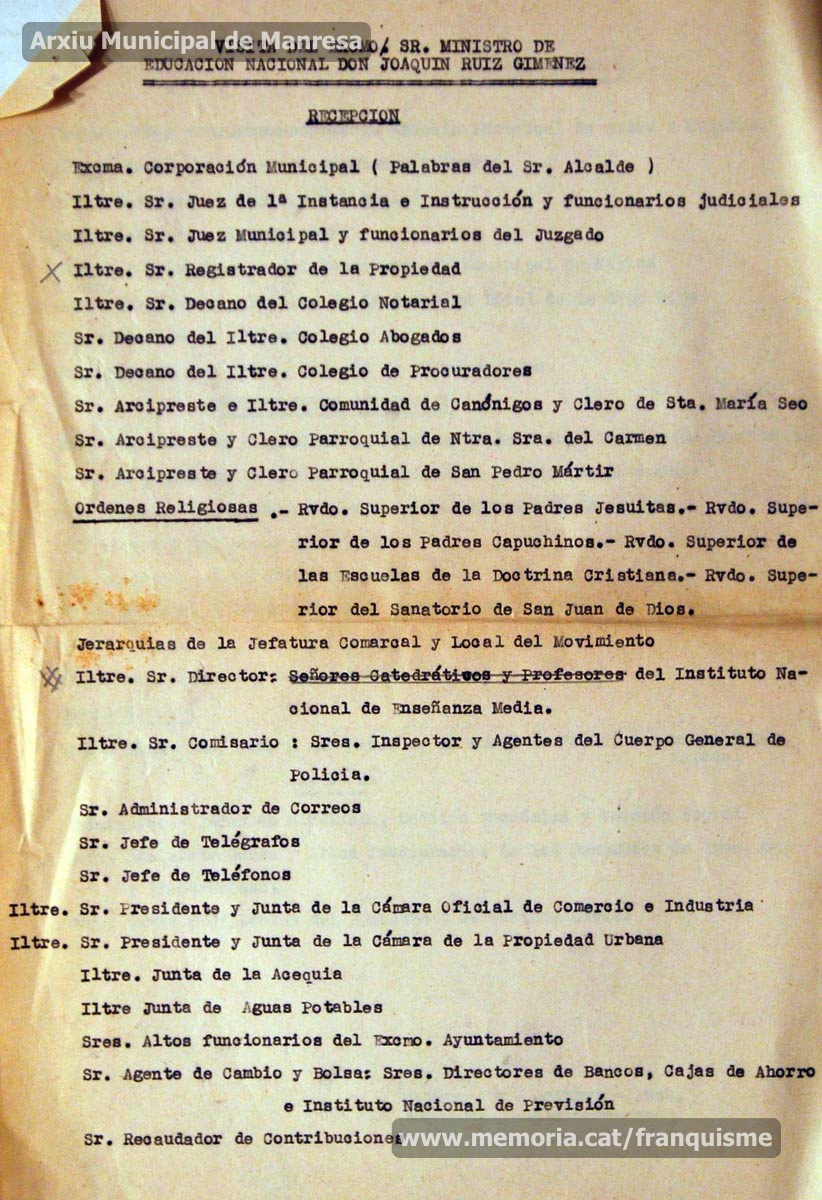 Arxiu Municipal de Manresa
VISITA DEL EXCMO. SR. MINISTRO DE
EDUCACION NACIONAL DON JOAQUIN RUIZ GIMENEZ
RECEPCION
Excma. Corporación Municipal ( Palabras del Sr. Alcalde )
Iltre. Sr. Juez de 1ª Instancia e Instrucción y funcionarios judiciales
Iltre. Sr. Juez Municipal y funcionarios del Juzgado
X Iltre. Sr. Registrador de la Propiedad
Iltre. Sr. Decano del Colegio Notarial
Sr. Decano del Iltre. Colegio Abogados
Sr. Decano del Iltre. Colegio de Procuradores
Sr. Arcipreste e Iltre. Comunidad de Canónigos y Clero de Sta. María Seo
Sr. Arcipreste y Clero Parroquial de Ntra. Sra. del Carmen
Sr. Arcipreste y Clero Parroquial de San Pedro Mártir
Ordenes Religiosas .- Rvdo. Superior de los Padres Jesuitas.- Rvdo. Supe-
rior de los Padres Capuchinos.- Rvdo. Superior de
las Escuelas de la Doctrina Cristiana.- Rvdo. Supe-
rior del Sanatorio de San Juan de Dios.
Jerarquias de la Jefatura Comarcal y Local del Movimiento
Iltre. Sr. Director: Señores Catedráticos y Profesores del Instituto Na-
cional de Enseñanza Media.
Iltre. Sr. Comisario : Sres. Inspector y Agentes del Cuerpo General de
Policia.
Sr. Administrador de Correos
Sr. Jefe de Telégrafos
Sr. Jefe de Teléfonos
Iltre. Sr. Presidente y Junta de la Cámara Oficial de Comercio e Industria
Iltre. Sr. Presidente y Junta de la Cámara de la Propiedad Urbana
Iltre. Junta de la Acequia
Iltre Junta de Aguas Potables
Sres. Altos funcionarios del Excmo. Ayuntamiento
Sr. Agente de Cambio y Bolsa: Sres. Directores de Bancos, Cajas de Ahorro
e Instituto Nacional de Previsión
Sr. Recaudador de Contribuciones
www.memoria.cat/franquisme